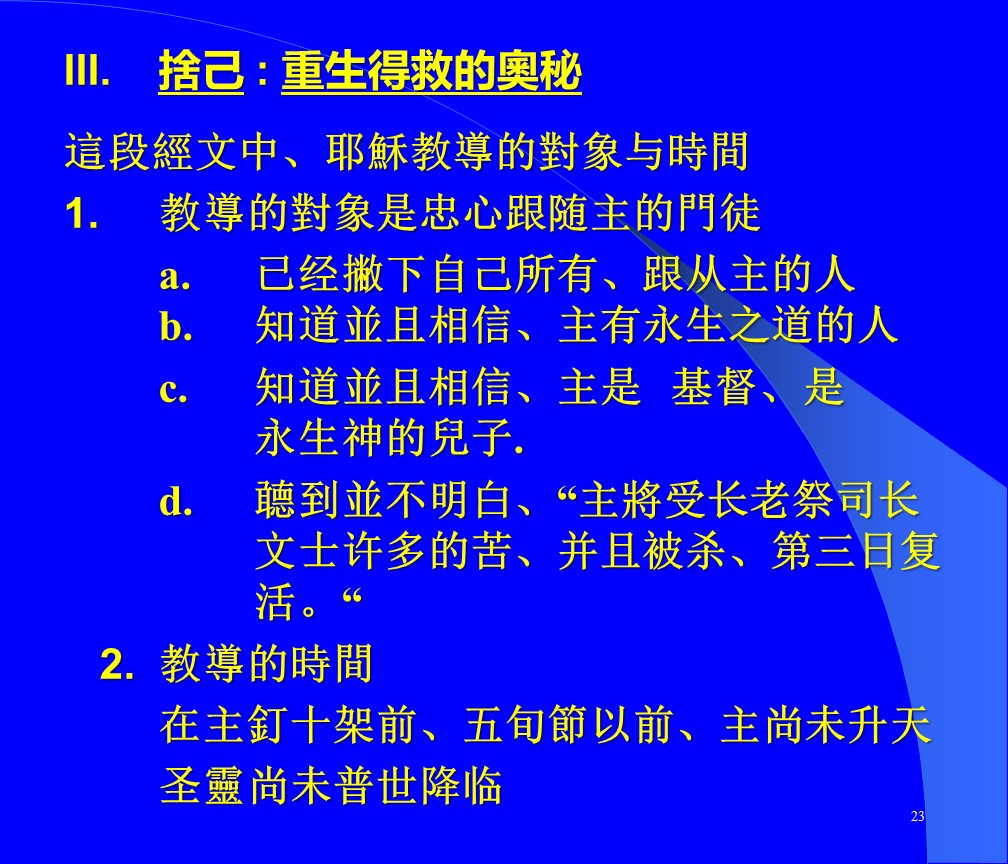 III. 捨己 : 重生得救的奧秘
這段經文中、耶穌教導的對象与時間
1. 教導的對象是忠心跟随主的門徒
a. 已经撇下自己所有、跟从主的人
b. 知道並且相信、主有永生之道的人
c. 知道並且相信、主是 基督、是
永生神的兒子.
d. 聽到並不明白、“主將受长老祭司长
文士许多的苦、并且被杀、第三日复
活。“
2. 教導的時間
在主釘十架前、五旬節以前、主尚未升天
圣靈尚未普世降临
23